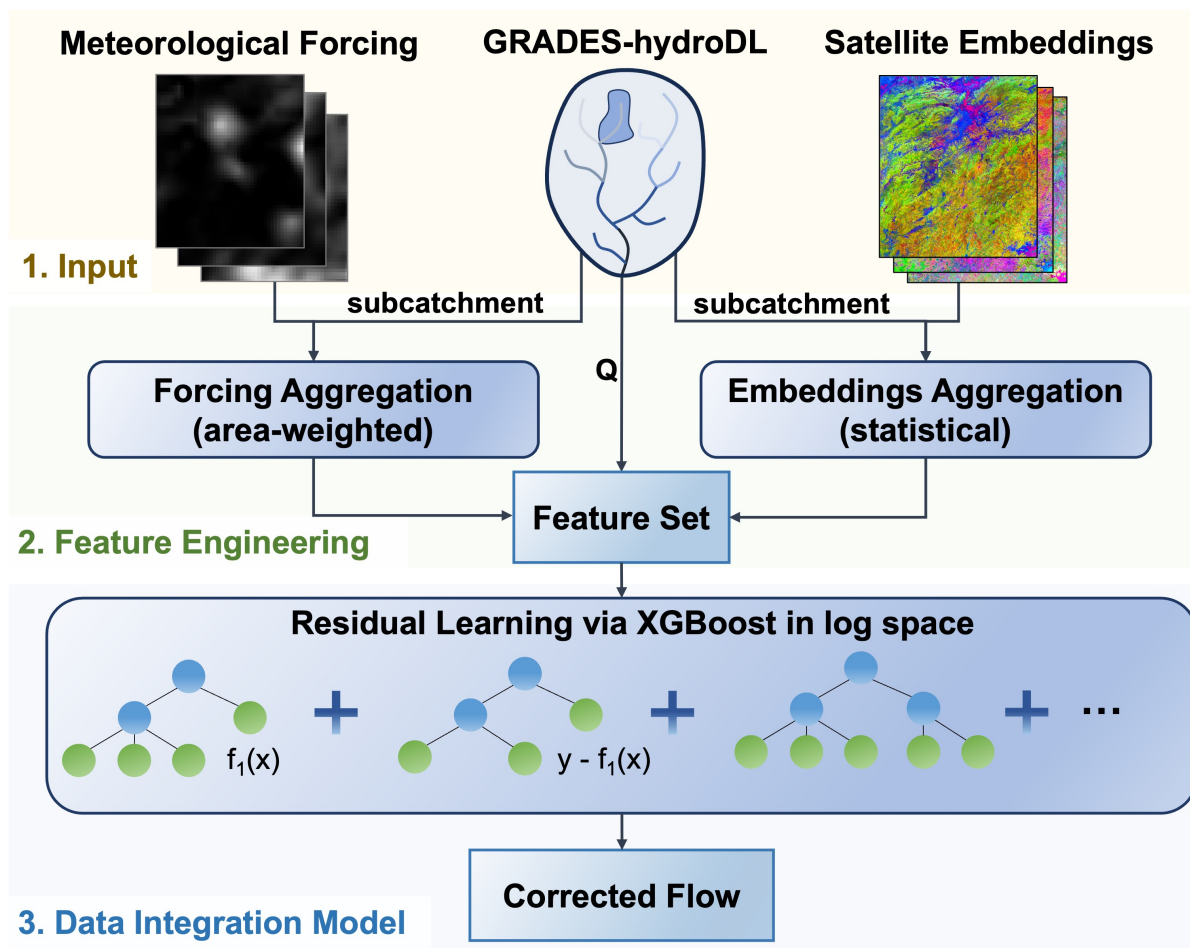 Meteorological Forcing
GRADES-hydroDL
Satellite Embeddings
1. Input
subcatchment
subcatchment
Q
Forcing Aggregation
(area-weighted)
Embeddings Aggregation
(statistical)
Feature Set
2. Feature Engineering
Residual Learning via XGBoost in log space
f₁(x)
y - f₁(x)
...
Corrected Flow
3. Data Integration Model